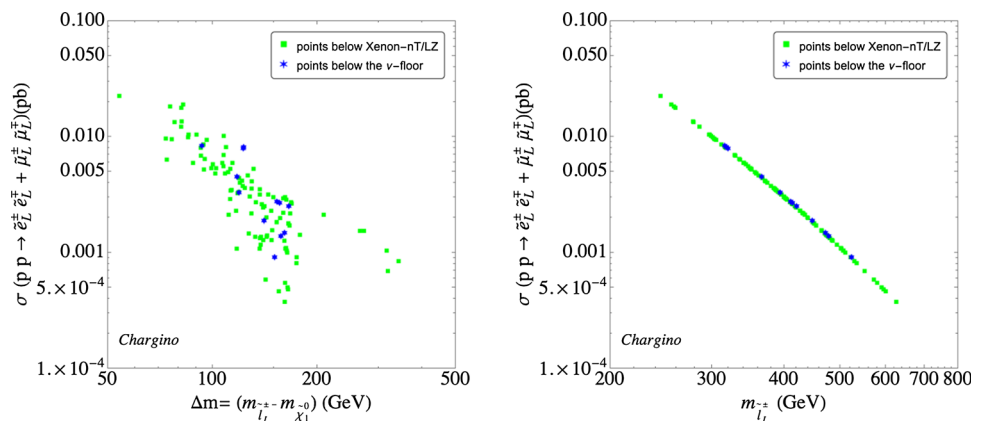 0.100
0.050
0.010
0.005
0.001
5.×10⁻⁴
1.×10⁻⁴
σ (p p → ẽ_L^± ẽ_L^∓ + μ̃_L^± μ̃_L^∓)(pb)
points below Xenon-nT/LZ
points below the ν-floor
Chargino
50 100 200 500
Δm= (m_{l̃_L^±}- m_{χ̃_1^0}) (GeV)
0.100
0.050
0.010
0.005
0.001
5.×10⁻⁴
1.×10⁻⁴
σ (p p → ẽ_L^± ẽ_L^∓ + μ̃_L^± μ̃_L^∓)(pb)
points below Xenon-nT/LZ
points below the ν-floor
Chargino
200 300 400 500 600 700 800
m_{l̃_L^±} (GeV)